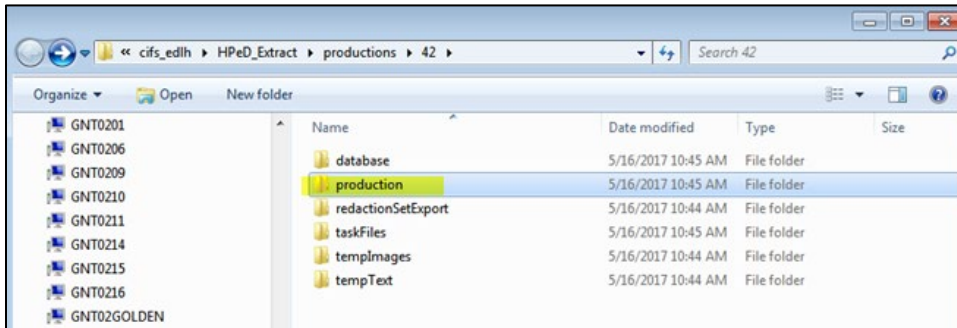 « cifs_edlh ▸ HPeD_Extract ▸ productions ▸ 42 ▸
Search 42
Organize ▾ Open New folder
GNT0201
GNT0206
GNT0209
GNT0210
GNT0211
GNT0214
GNT0215
GNT0216
GNT02GOLDEN
Name Date modified Type Size
database 5/16/2017 10:45 AM File folder
production 5/16/2017 10:45 AM File folder
redactionSetExport 5/16/2017 10:44 AM File folder
taskFiles 5/16/2017 10:45 AM File folder
tempImages 5/16/2017 10:44 AM File folder
tempText 5/16/2017 10:44 AM File folder